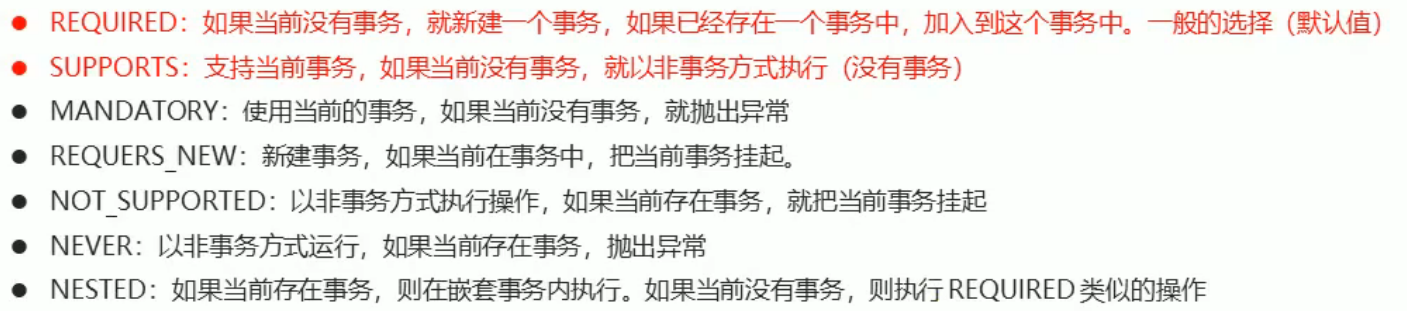 ● REQUIRED：如果当前没有事务，就新建一个事务，如果已经存在一个事务中，加入到这个事务中。一般的选择（默认值）
● SUPPORTS：支持当前事务，如果当前没有事务，就以非事务方式执行（没有事务）
● MANDATORY：使用当前的事务，如果当前没有事务，就抛出异常
● REQUERS_NEW：新建事务，如果当前在事务中，把当前事务挂起。
● NOT_SUPPORTED：以非事务方式执行操作，如果当前存在事务，就把当前事务挂起
● NEVER：以非事务方式运行，如果当前存在事务，抛出异常
● NESTED：如果当前存在事务，则在嵌套事务内执行。如果当前没有事务，则执行 REQUIRED 类似的操作